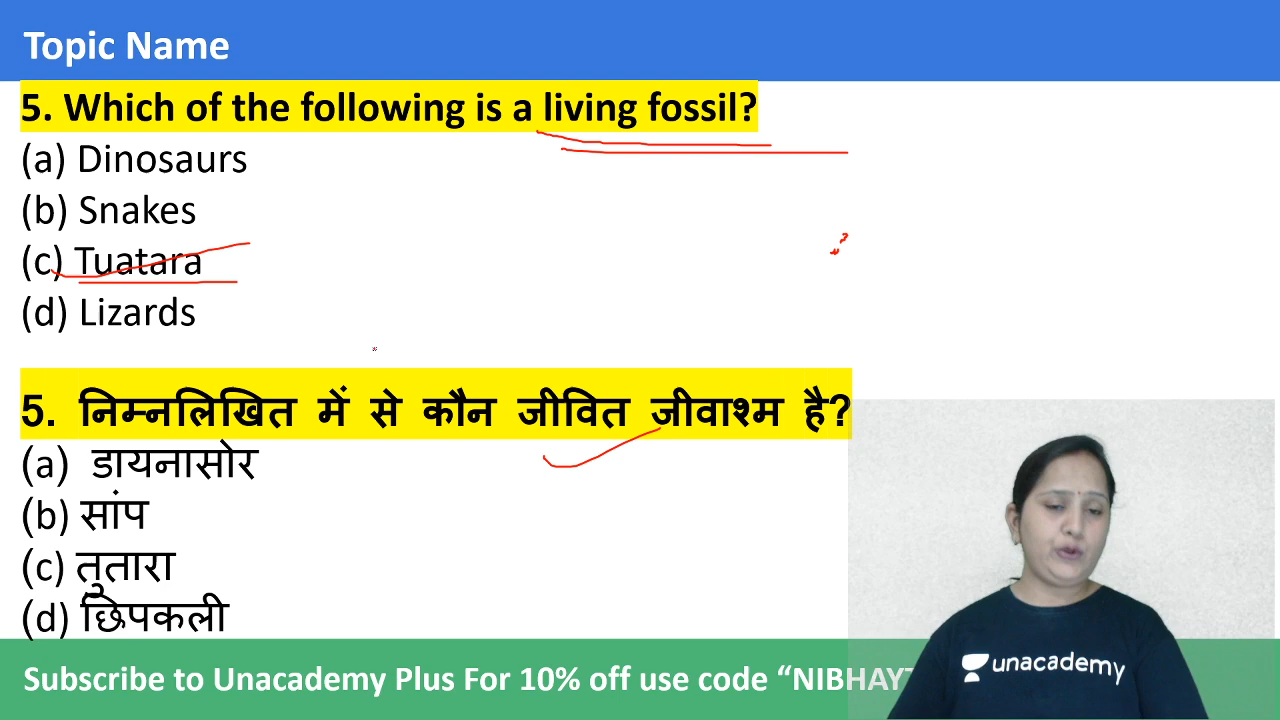 Topic Name
5. Which of the following is a living fossil?
(a) Dinosaurs
(b) Snakes
(c) Tuatara
(d) Lizards
5. निम्नलिखित में से कौन जीवित जीवाश्म है?
(a) डायनासोर
(b) सांप
(c) तुतारा
(d) छिपकली
unacademy
Subscribe to Unacademy Plus For 10% off use code “NIBHAY